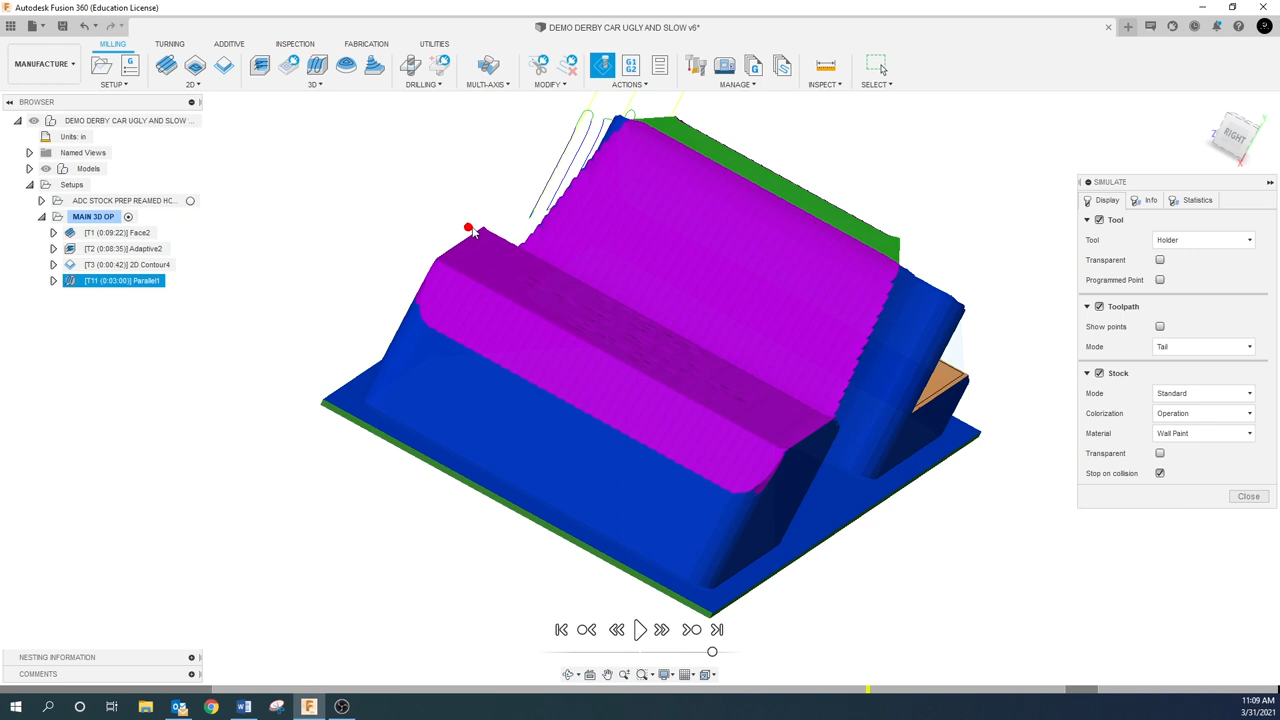 Autodesk Fusion 360 (Education License)
DEMO DERBY CAR UGLY AND SLOW v6*
MILLING TURNING ADDITIVE INSPECTION FABRICATION UTILITIES
MANUFACTURE
G1
G2
SETUP 2D 3D DRILLING MULTI-AXIS MODIFY ACTIONS MANAGE INSPECT SELECT
BROWSER
DEMO DERBY CAR UGLY AND SLOW ...
Units: in
Named Views
Models
Setups
ADC STOCK PREP REAMED HC...
MAIN 3D OP
[T1 (0:09:22)] Face2
[T2 (0:08:35)] Adaptive2
[T3 (0:00:42)] 2D Contour4
[T11 (0:03:00)] Parallel1
RIGHT
Z
Y
X
SIMULATE
Display Info Statistics
Tool
Tool Holder
Transparent
Programmed Point
Toolpath
Show points
Mode Tail
Stock
Mode Standard
Colorization Operation
Material Wall Paint
Transparent
Stop on collision
Close
NESTING INFORMATION
COMMENTS
11:09 AM
3/31/2021